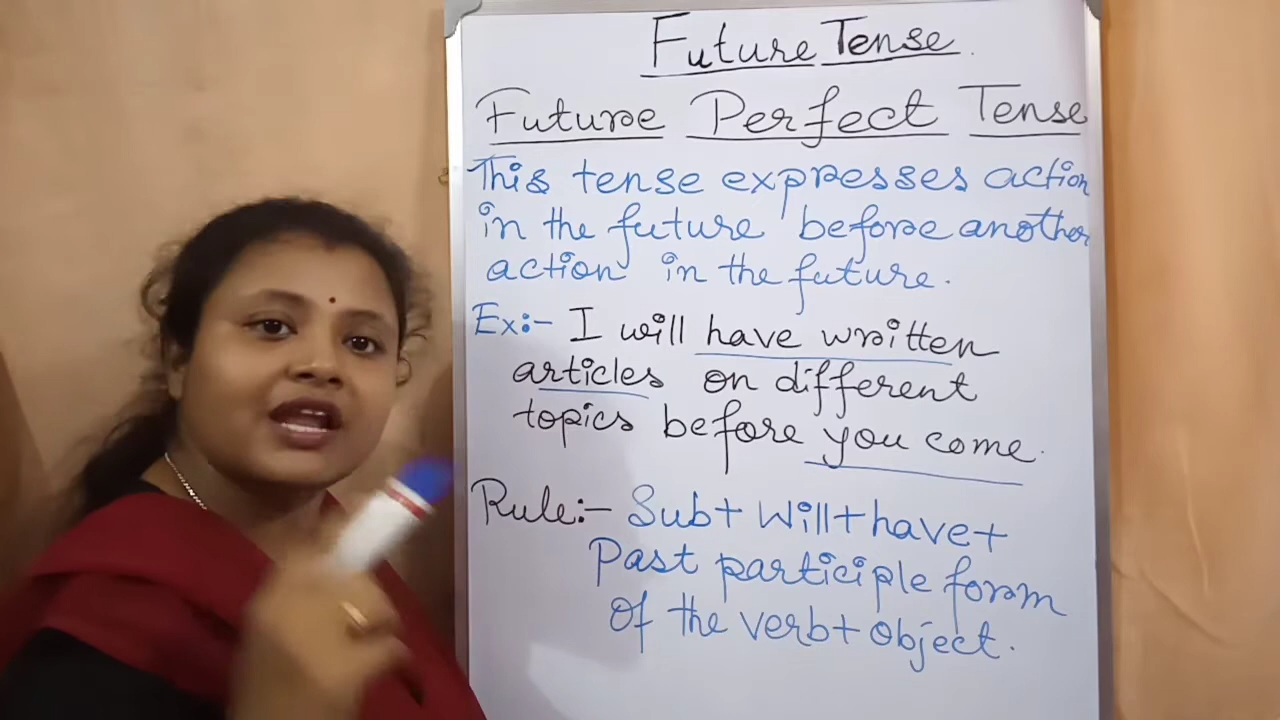 Future Tense.
Future Perfect Tense
This tense expresses action
in the future before another
action in the future.
Ex:- I will have written
articles on different
topics before you come.
Rule:- Sub+ Will+have+
Past participle form
Of the verb+ object.